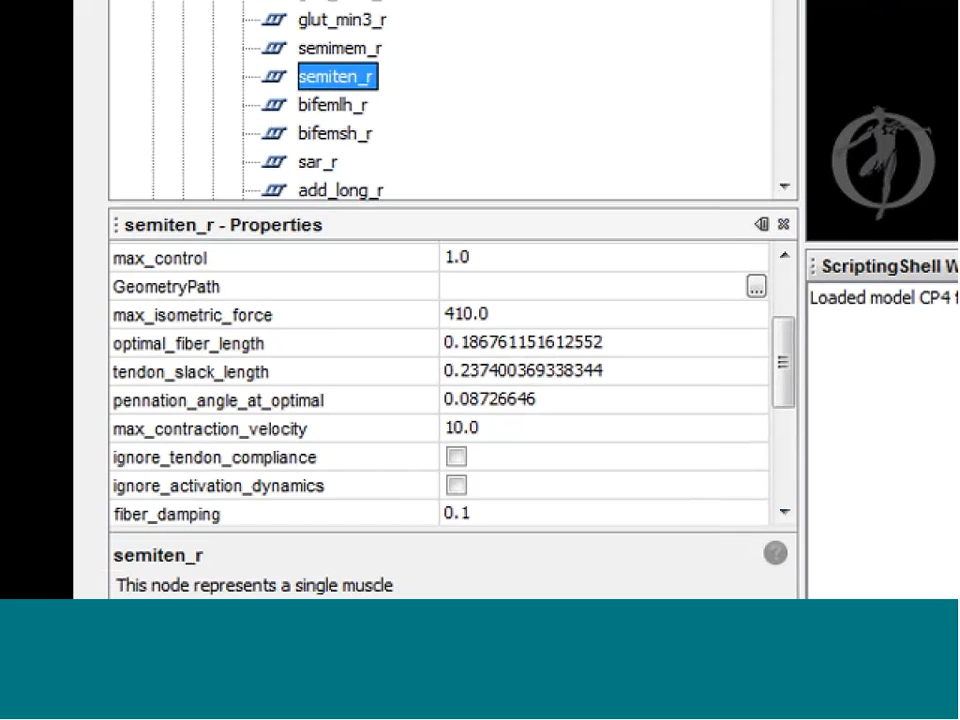 glut_min3_r
semimem_r
semiten_r
bifemlh_r
bifemsh_r
sar_r
add_long_r
semiten_r - Properties
max_control 1.0
GeometryPath ...
max_isometric_force 410.0
optimal_fiber_length 0.186761151612552
tendon_slack_length 0.237400369338344
pennation_angle_at_optimal 0.08726646
max_contraction_velocity 10.0
ignore_tendon_compliance
ignore_activation_dynamics
fiber_damping 0.1
semiten_r ?
This node represents a single muscle
ScriptingShell W
Loaded model CP4 f